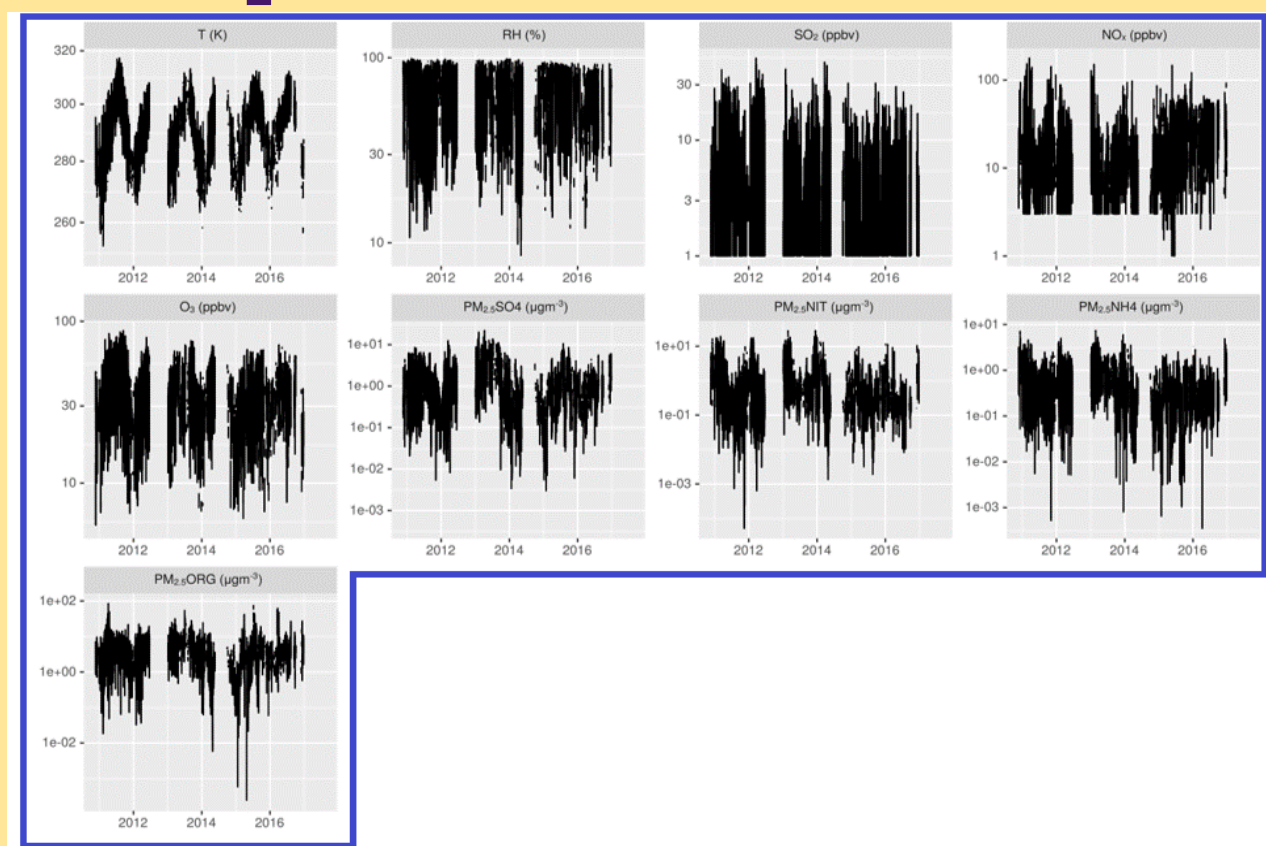 T (K)
RH (%)
SO₂ (ppbv)
NOₓ (ppbv)
320
300
280
260
100
30
10
30
10
3
1
100
10
1
2012 2014 2016
2012 2014 2016
2012 2014 2016
2012 2014 2016
O₃ (ppbv)
PM₂.₅SO4 (µgm⁻³)
PM₂.₅NIT (µgm⁻³)
PM₂.₅NH4 (µgm⁻³)
100
30
10
1e+01
1e+00
1e-01
1e-02
1e-03
1e+01
1e-01
1e-03
1e+01
1e+00
1e-01
1e-02
1e-03
2012 2014 2016
2012 2014 2016
2012 2014 2016
2012 2014 2016
PM₂.₅ORG (µgm⁻³)
1e+02
1e+00
1e-02
2012 2014 2016